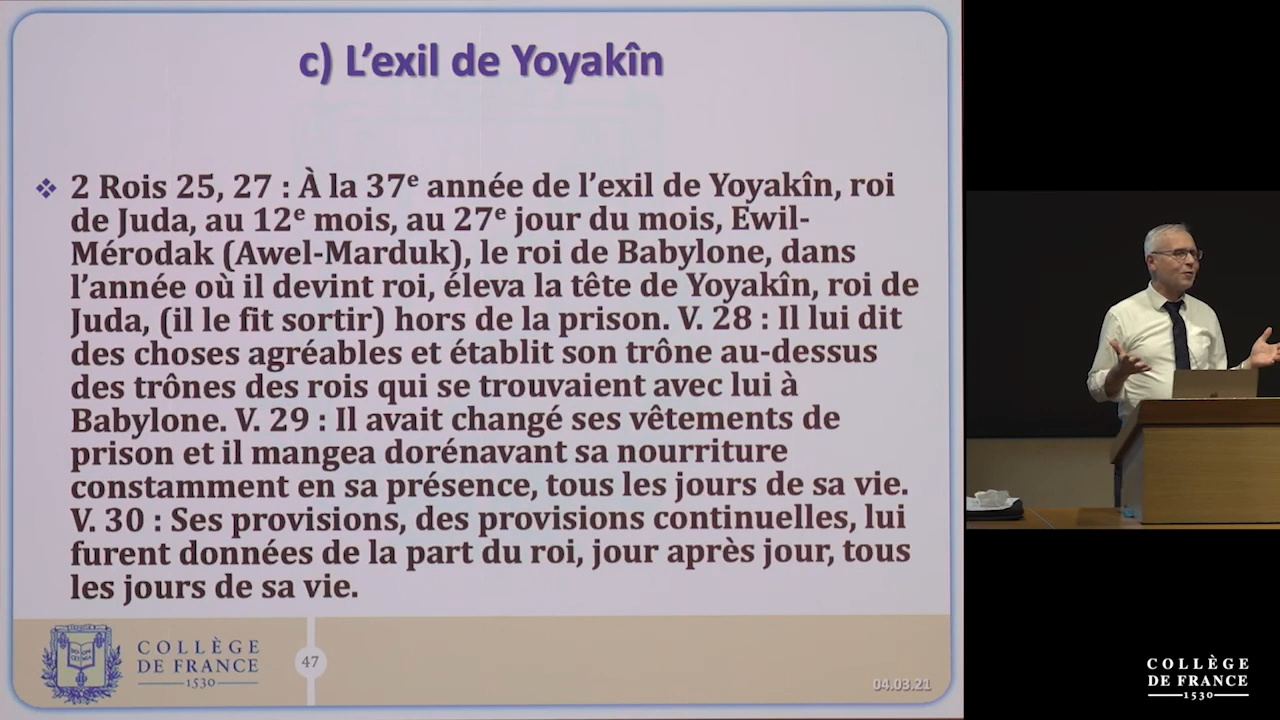 c) L'exil de Yoyakîn
❖ 2 Rois 25, 27 : À la 37e année de l'exil de Yoyakîn, roi
de Juda, au 12e mois, au 27e jour du mois, Ewil-
Mérodak (Awel-Marduk), le roi de Babylone, dans
l'année où il devint roi, éleva la tête de Yoyakîn, roi de
Juda, (il le fit sortir) hors de la prison. V. 28 : Il lui dit
des choses agréables et établit son trône au-dessus
des trônes des rois qui se trouvaient avec lui à
Babylone. V. 29 : Il avait changé ses vêtements de
prison et il mangea dorénavant sa nourriture
constamment en sa présence, tous les jours de sa vie.
V. 30 : Ses provisions, des provisions continuelles, lui
furent données de la part du roi, jour après jour, tous
les jours de sa vie.
COLLÈGE
DE FRANCE
1530
47
04.03.21
COLLÈGE
DE FRANCE
1530